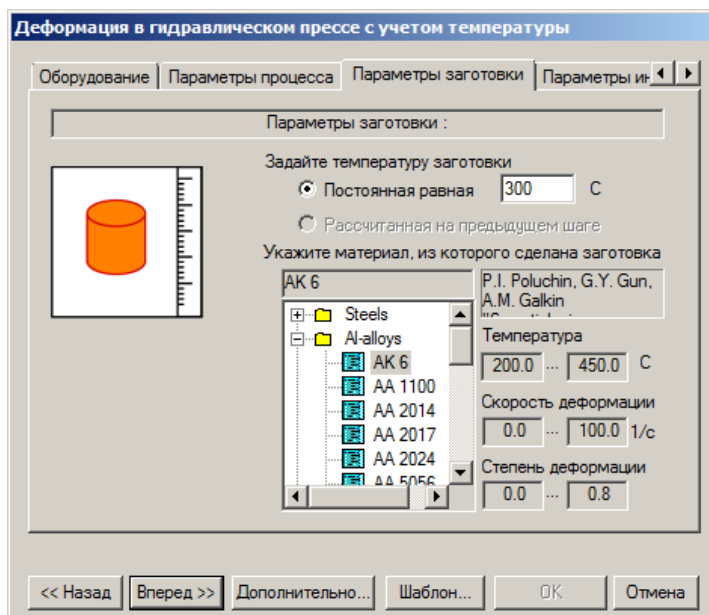 Деформация в гидравлическом прессе с учетом температуры
Оборудование Параметры процесса Параметры заготовки Параметры ин
Параметры заготовки :
Задайте температуру заготовки
Постоянная равная 300 C
Рассчитанная на предыдущем шаге
Укажите материал, из которого сделана заготовка
AK 6
P.I. Poluchin, G.Y. Gun,
A.M. Galkin
Steels
Al-alloys
AK 6
AA 1100
AA 2014
AA 2017
AA 2024
AA 5056
Температура
200.0 ... 450.0 C
Скорость деформации
0.0 ... 100.0 1/c
Степень деформации
0.0 ... 0.8
<< Назад Вперед >> Дополнительно... Шаблон... OK Отмена